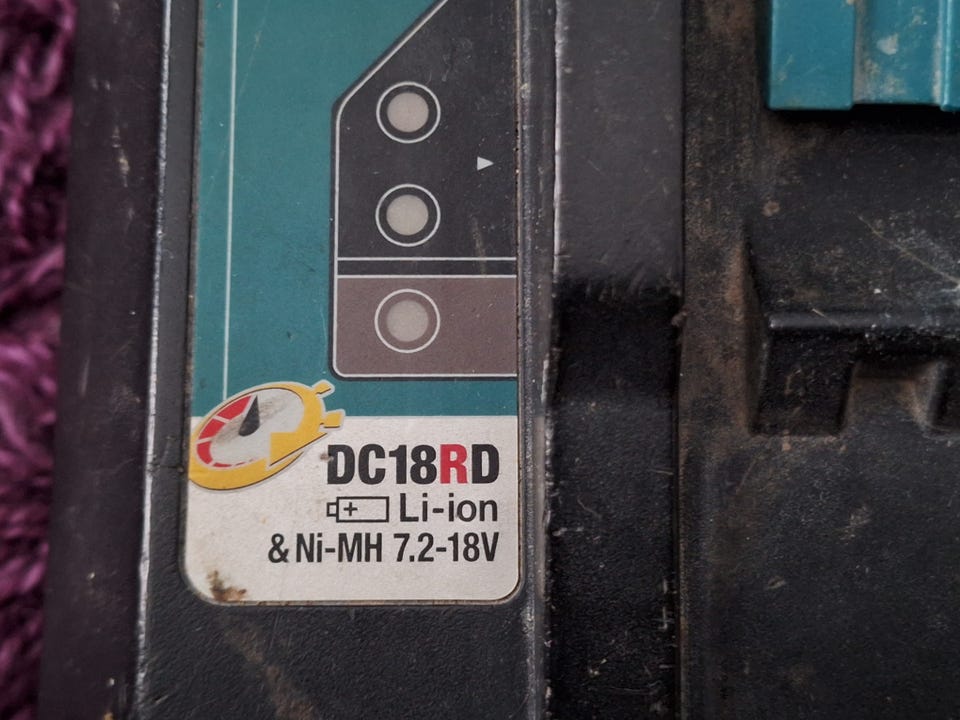 DC18RD
Li-ion
& Ni-MH 7.2-18V